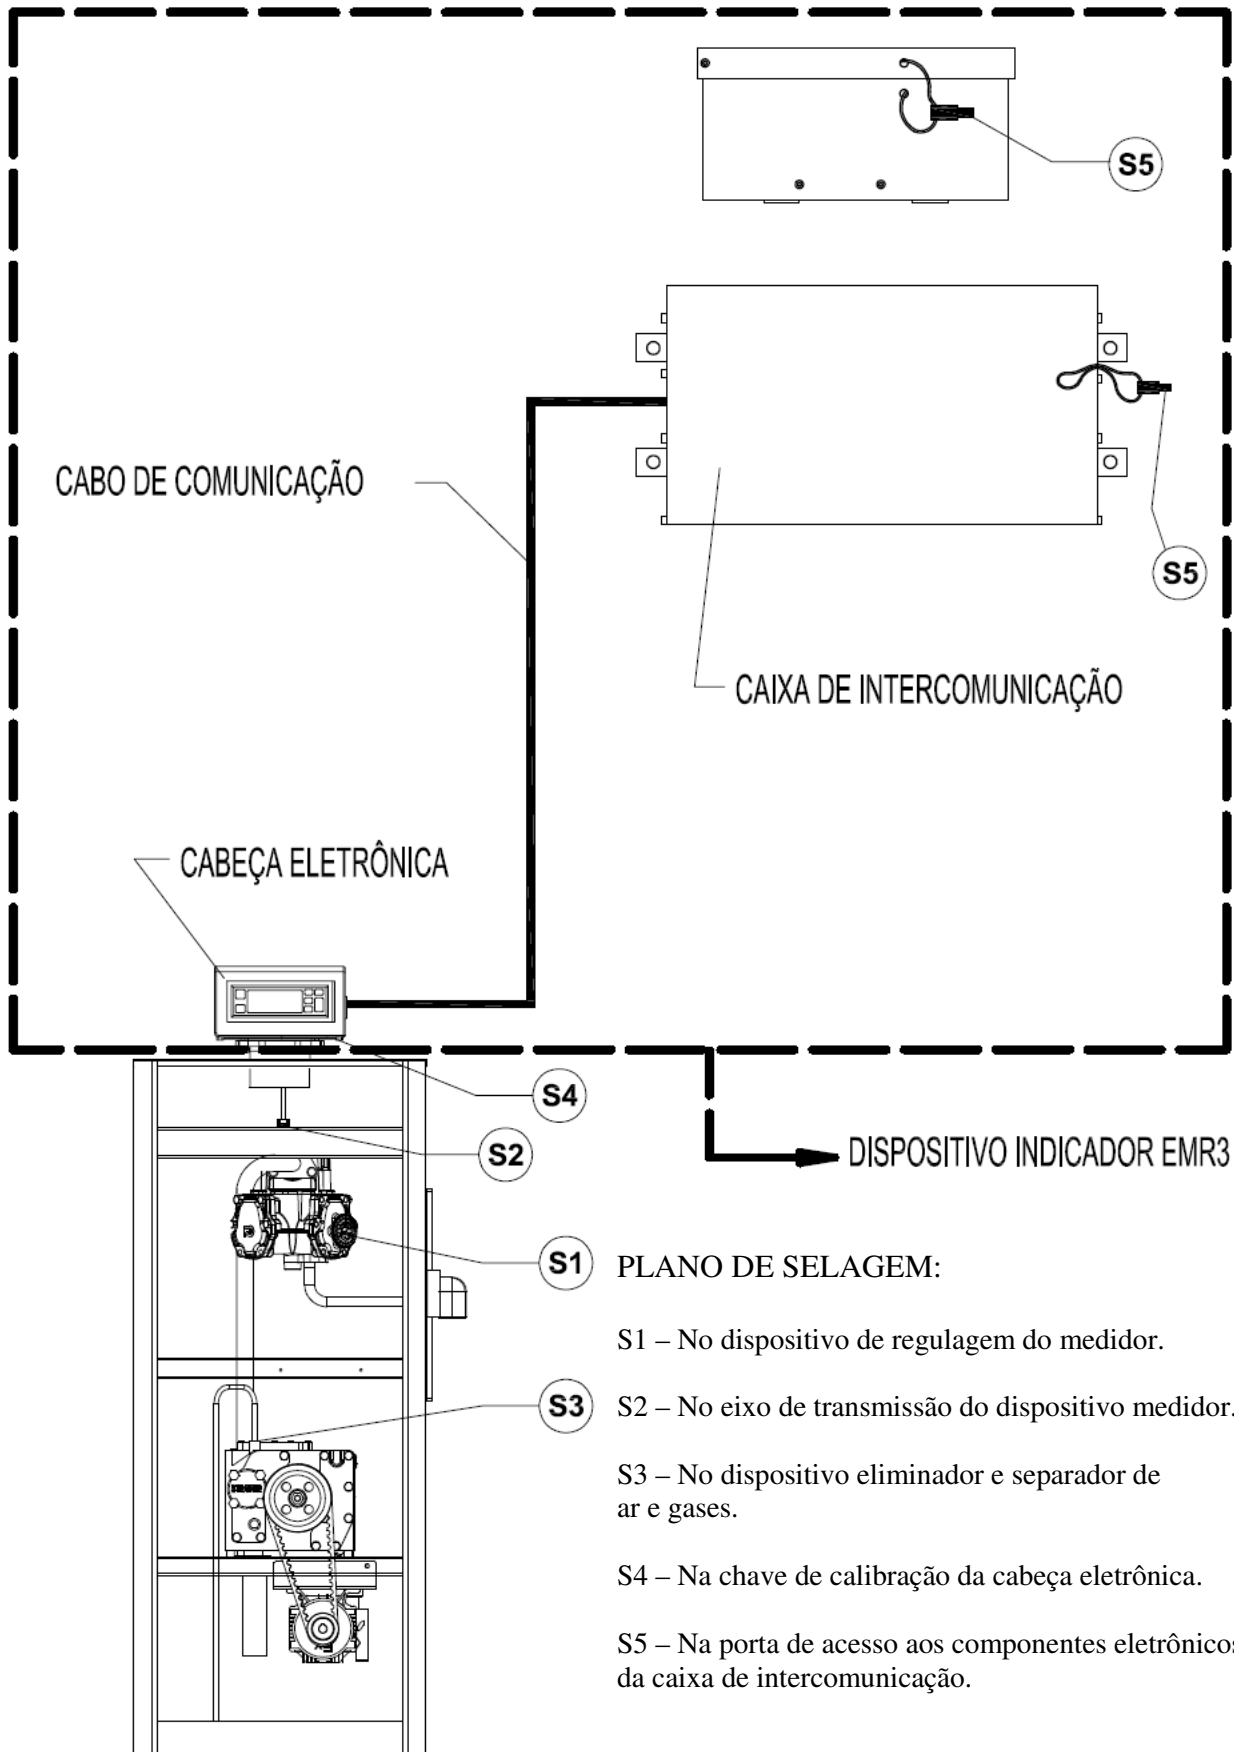 S5
CABO DE COMUNICAÇÃO
S5
CAIXA DE INTERCOMUNICAÇÃO
CABEÇA ELETRÔNICA
S4
S2
DISPOSITIVO INDICADOR EMR3
S1
PLANO DE SELAGEM:
S1 – No dispositivo de regulagem do medidor.
S3
S2 – No eixo de transmissão do dispositivo medidor.
S3 – No dispositivo eliminador e separador de
ar e gases.
S4 – Na chave de calibração da cabeça eletrônica.
S5 – Na porta de acesso aos componentes eletrônicos
da caixa de intercomunicação.